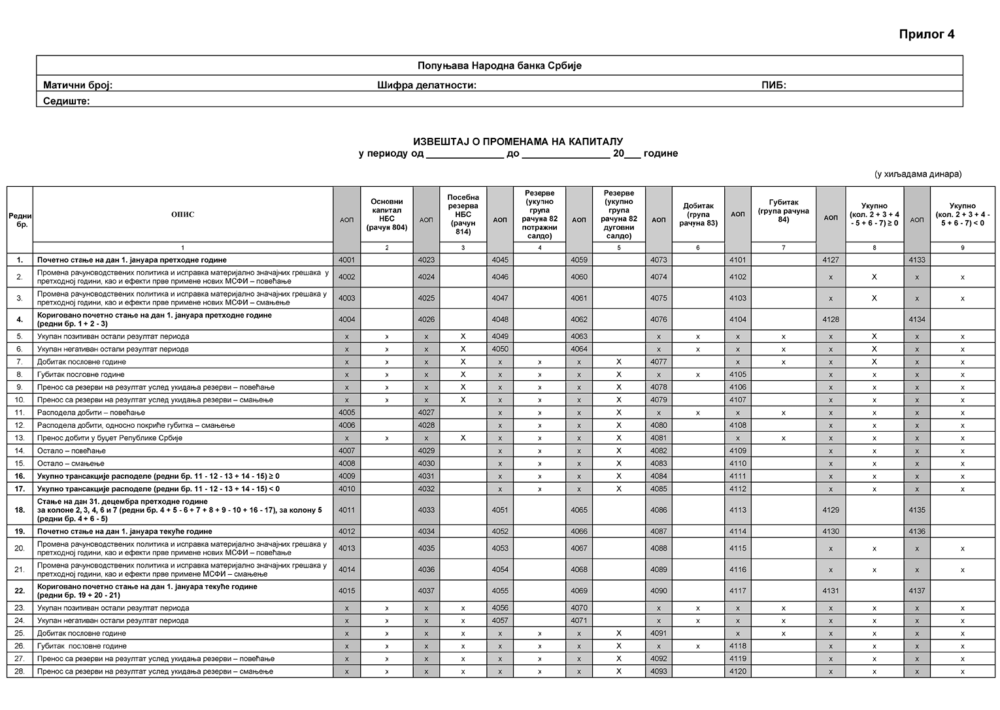 Прилог 4
Попуњава Народна банка Србије
Матични број: Шифра делатности: ПИБ:
Седиште:
ИЗВЕШТАЈ О ПРОМЕНАМА НА КАПИТАЛУ
у периоду од ______________ до ________________ 20___ године
(у хиљадама динара)
Редни бр. ОПИС АОП Основни капитал НБС (рачун 804) АОП Посебна резерва НБС (рачун 814) АОП Резерве (укупно група рачуна 82 потражни салдо) АОП Резерве (укупно група рачуна 82 дуговни салдо) АОП Добитак (група рачуна 83) АОП Губитак (група рачуна 84) АОП Укупно (кол. 2 + 3 + 4 - 5 + 6 - 7) ≥ 0 АОП Укупно (кол. 2 + 3 + 4 - 5 + 6 - 7) < 0
1 2 3 4 5 6 7 8 9
1. Почетно стање на дан 1. јануара претходне године 4001 4023 4045 4059 4073 4101 4127 4133
2. Промена рачуноводствених политика и исправка материјално значајних грешака у
претходној години, као и ефекти прве примене нових МСФИ – повећање 4002 4024 4046 4060 4074 4102 x X x x
3. Промена рачуноводствених политика и исправка материјално значајних грешака у
претходној години, као и ефекти прве примене нових МСФИ – смањење 4003 4025 4047 4061 4075 4103 x X x x
4. Кориговано почетно стање на дан 1. јануара претходне године
(редни бр. 1 + 2 - 3) 4004 4026 4048 4062 4076 4104 4128 4134
5. Укупан позитиван остали резултат периода x x x X 4049 4063 x x x x x X x x
6. Укупан негативан остали резултат периода x x x X 4050 4064 x x x x x X x x
7. Добитак пословне године x x x X x x x X 4077 x x x X x x
8. Губитак пословне године x x x X x x x X x x 4105 x x x x
9. Пренос са резерви на резултат услед укидања резерви – повећање x x x X x x x X 4078 4106 x x x x
10. Пренос са резерви на резултат услед укидања резерви – смањење x x x X x x x X 4079 4107 x x x x
11. Расподела добити – повећање 4005 4027 x x x X x x x x x x x x
12. Расподела добити, односно покриће губитка – смањење 4006 4028 x x x X 4080 4108 x x x x
13. Пренос добити у буџет Републике Србије x x x X x x x X 4081 x x x x x x
14. Остало – повећање 4007 4029 x x x X 4082 4109 x x x x
15. Остало – смањење 4008 4030 x x x X 4083 4110 x x x x
16. Укупно трансакције расподеле (редни бр. 11 - 12 - 13 + 14 - 15) ≥ 0 4009 4031 x x x X 4084 4111 x x x x
17. Укупно трансакције расподеле (редни бр. 11 - 12 - 13 + 14 - 15) < 0 4010 4032 x x x X 4085 4112 x x x x
18. Стање на дан 31. децембра претходне године
за колоне 2, 3, 4, 6 и 7 (редни бр. 4 + 5 - 6 + 7 + 8 + 9 - 10 + 16 - 17), за колону 5
(редни бр. 4 + 6 - 5) 4011 4033 4051 4065 4086 4113 4129 4135
19. Почетно стање на дан 1. јануара текуће године 4012 4034 4052 4066 4087 4114 4130 4136
20. Промена рачуноводствених политика и исправка материјално значајних грешака у
претходној години, као и ефекти прве примене нових МСФИ – повећање 4013 4035 4053 4067 4088 4115 x x x x
21. Промена рачуноводствених политика и исправка материјално значајних грешака у
претходној години, као и ефекти прве примене МСФИ – смањење 4014 4036 4054 4068 4089 4116 x x x x
22. Кориговано почетно стање на дан 1. јануара текуће године
(редни бр. 19 + 20 - 21) 4015 4037 4055 4069 4090 4117 4131 4137
23. Укупан позитиван остали резултат периода x x x x 4056 4070 x x x x x x x x
24. Укупан негативан остали резултат периода x x x x 4057 4071 x x x x x x x x
25. Добитак пословне године x x x x x x x X 4091 x x x x x x
26. Губитак пословне године x x x x x x x X x x 4118 x x x x
27. Пренос са резерви на резултат услед укидања резерви – повећање x x x x x x x X 4092 4119 x x x x
28. Пренос са резерви на резултат услед укидања резерви – смањење x x x x x x x X 4093 4120 x x x x